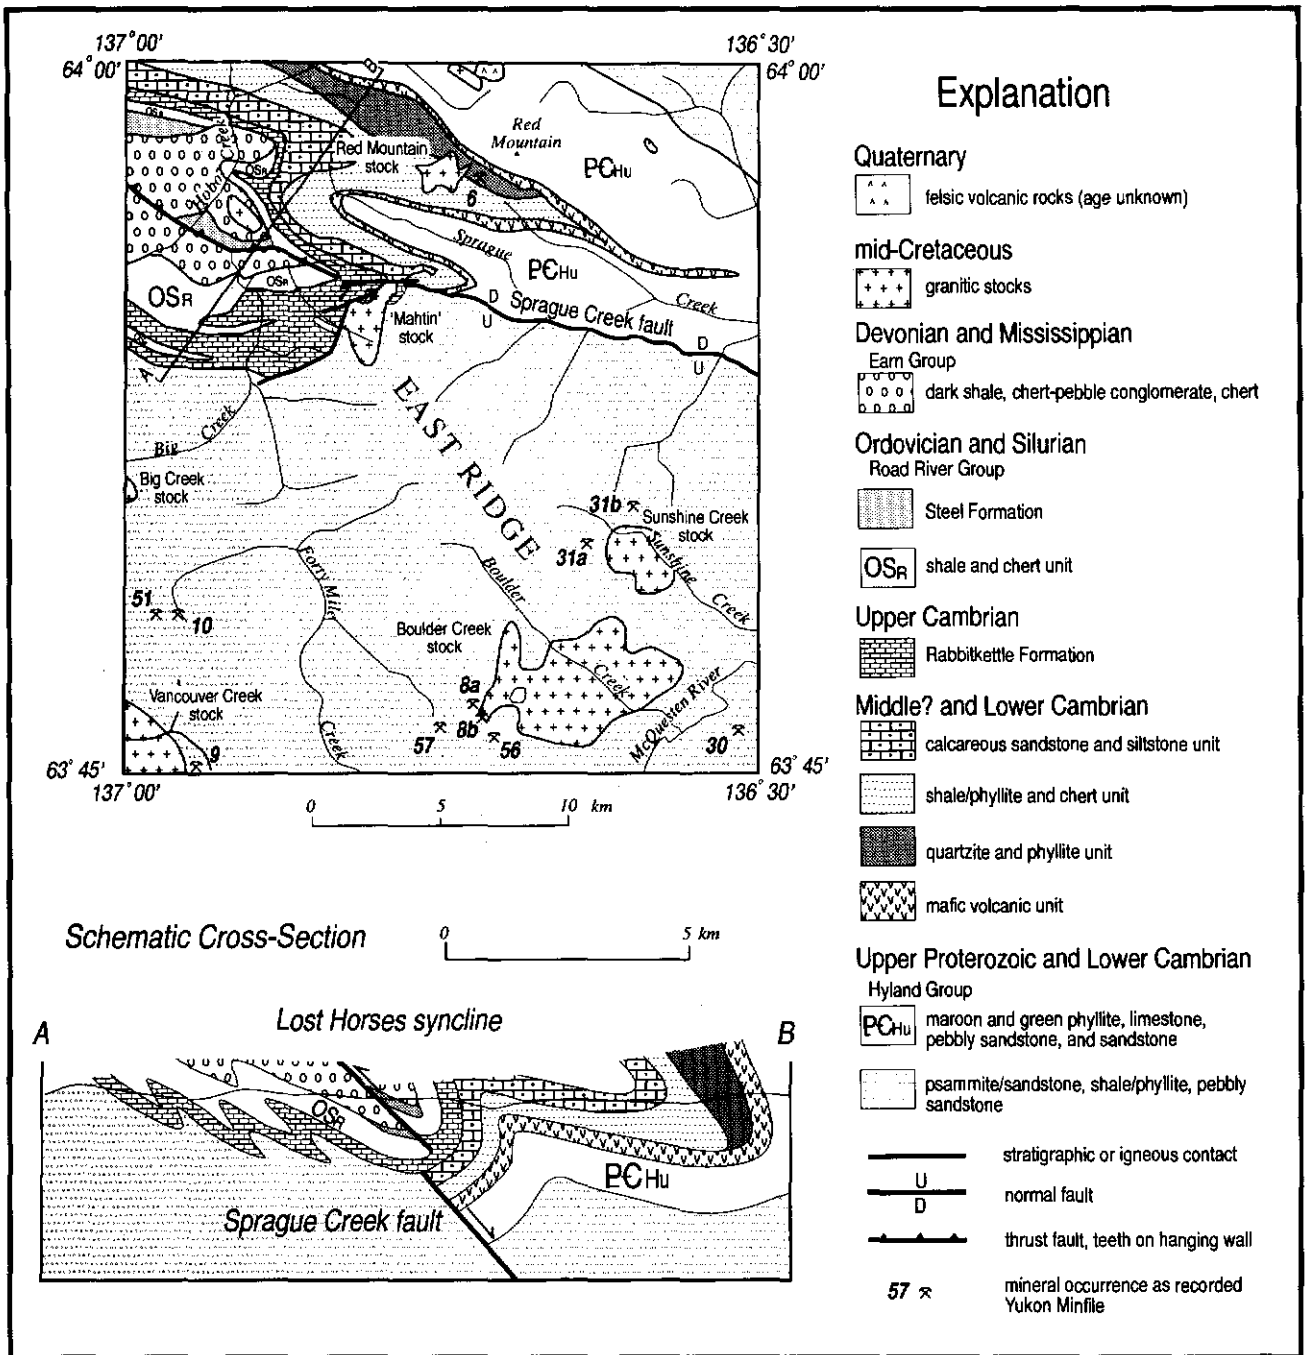 137°00'
136°30'
64°00'
64°00'
Explanation
B
Red
Mountain
Red Mountain
stock
PЄHu
OSR
OSR
Hobo Creek
6
Sprague
Creek
PЄHu
OSR
OSR
D
U
Sprague Creek fault
D
U
'Mahtin'
stock
A
EAST RIDGE
Big Creek
Big Creek
stock
31b
Sunshine Creek
stock
31a
Sunshine Creek
Forty Mile Creek
Boulder Creek
51
10
Boulder Creek
stock
Vancouver Creek
stock
8a
8b
57
56
McQuesten River
30
9
63°45'
63°45'
137°00'
136°30'
0 5 10 km
Quaternary
felsic volcanic rocks (age unknown)
mid-Cretaceous
granitic stocks
Devonian and Mississippian
Earn Group
dark shale, chert-pebble conglomerate, chert
Ordovician and Silurian
Road River Group
Steel Formation
OSR shale and chert unit
Upper Cambrian
Rabbitkettle Formation
Middle? and Lower Cambrian
calcareous sandstone and siltstone unit
shale/phyllite and chert unit
quartzite and phyllite unit
mafic volcanic unit
Upper Proterozoic and Lower Cambrian
Hyland Group
PЄHu maroon and green phyllite, limestone,
pebbly sandstone, and sandstone
psammite/sandstone, shale/phyllite, pebbly
sandstone
stratigraphic or igneous contact
U
D
normal fault
thrust fault, teeth on hanging wall
57 mineral occurrence as recorded
Yukon Minfile
Schematic Cross-Section
0 5 km
Lost Horses syncline
A
B
OSR
PЄHu
Sprague Creek fault